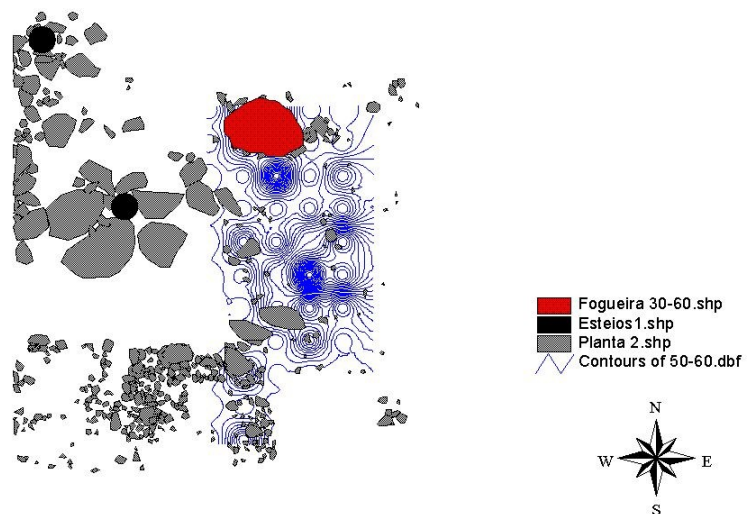 Fogueira 30-60.shp
Esteios1.shp
Planta 2.shp
Contours of 50-60.dbf
N
W E
S